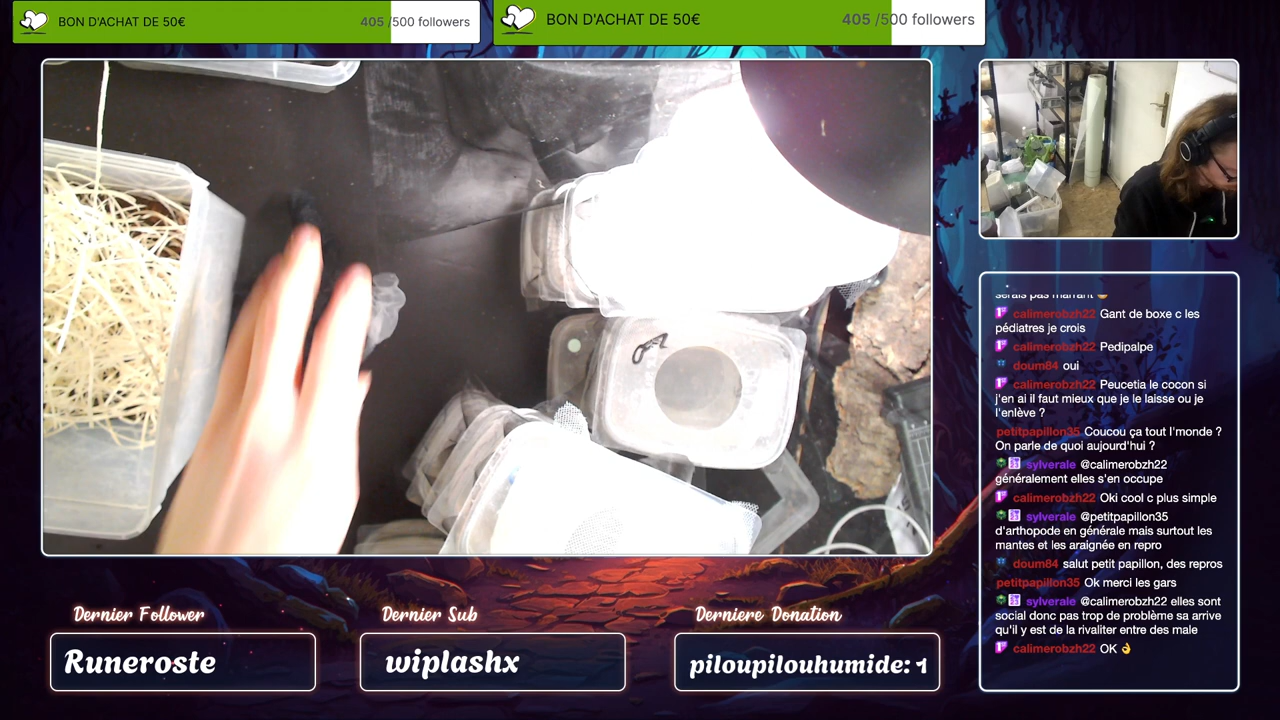 BON D'ACHAT DE 50€ 405 /500 followers
BON D'ACHAT DE 50€ 405 /500 followers
serais pas marrant
calimerobzh22 Gant de boxe c les
pédiatres je crois
calimerobzh22 Pedipalpe
doum84 oui
calimerobzh22 Peucetia le cocon si
j'en ai il faut mieux que je le laisse ou je
l'enlève ?
petitpapillon35 Coucou ça tout l'monde ?
On parle de quoi aujourd'hui ?
sylverale @calimerobzh22
généralement elles s'en occupe
calimerobzh22 Oki cool c plus simple
sylverale @petitpapillon35
d'arthopode en générale mais surtout les
mantes et les araignée en repro
doum84 salut petit papillon, des repros
petitpapillon35 Ok merci les gars
sylverale @calimerobzh22 elles sont
social donc pas trop de problème sa arrive
qu'il y est de la rivaliter entre des male
calimerobzh22 OK 👌
Dernier Follower
Runeroste
Dernier Sub
wiplashx
Derniere Donation
piloupilouhumide: 1